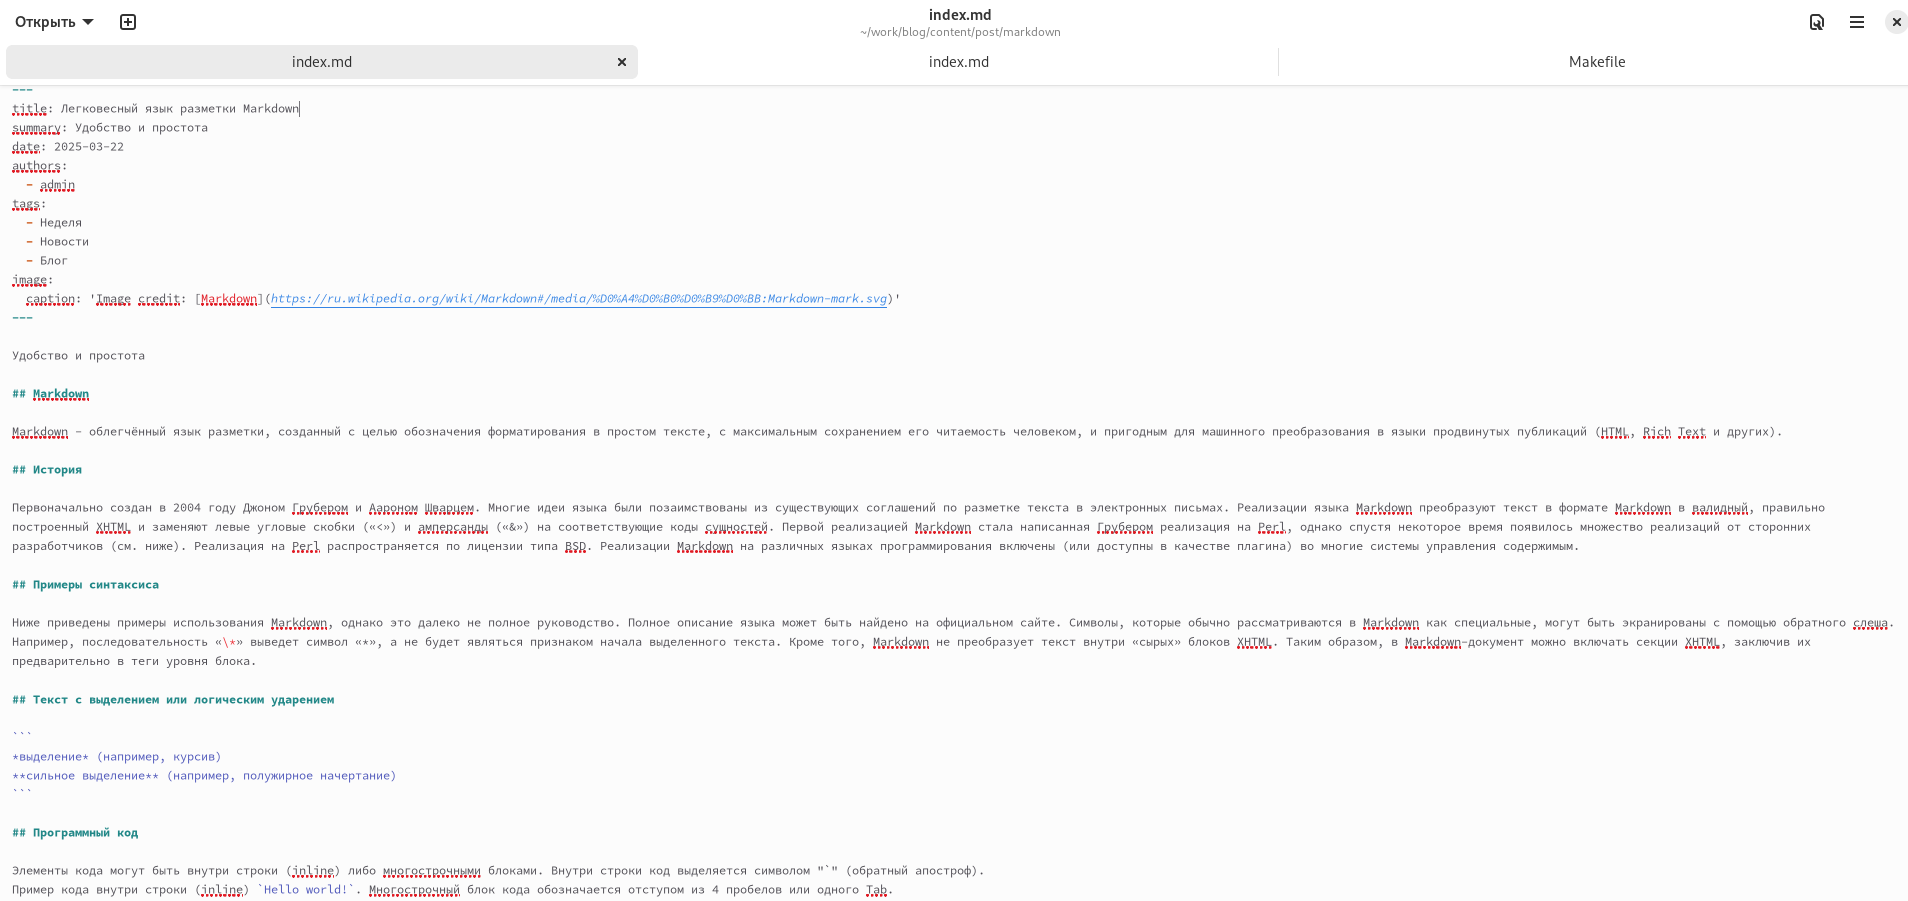 Открыть
index.md
~/work/blog/content/post/markdown
index.md
index.md
Makefile
---
title: Легковесный язык разметки Markdown
summary: Удобство и простота
date: 2025-03-22
authors:
  - admin
tags:
  - Неделя
  - Новости
  - Блог
image:
  caption: 'Image credit: [Markdown](https://ru.wikipedia.org/wiki/Markdown#/media/%D0%A4%D0%B0%D0%B9%D0%BB:Markdown-mark.svg)'
---
Удобство и простота
## Markdown
Markdown - облегчённый язык разметки, созданный с целью обозначения форматирования в простом тексте, с максимальным сохранением его читаемость человеком, и пригодным для машинного преобразования в языки продвинутых публикаций (HTML, Rich Text и других).
## История
Первоначально создан в 2004 году Джоном Грубером и Аароном Шварцем. Многие идеи языка были позаимствованы из существующих соглашений по разметке текста в электронных письмах. Реализации языка Markdown преобразуют текст в формате Markdown в валидный, правильно
построенный XHTML и заменяют левые угловые скобки («<») и амперсанды («&») на соответствующие коды сущностей. Первой реализацией Markdown стала написанная Грубером реализация на Perl, однако спустя некоторое время появилось множество реализаций от сторонних
разработчиков (см. ниже). Реализация на Perl распространяется по лицензии типа BSD. Реализации Markdown на различных языках программирования включены (или доступны в качестве плагина) во многие системы управления содержимым.
## Примеры синтаксиса
Ниже приведены примеры использования Markdown, однако это далеко не полное руководство. Полное описание языка может быть найдено на официальном сайте. Символы, которые обычно рассматриваются в Markdown как специальные, могут быть экранированы с помощью обратного слеша.
Например, последовательность «\*» выведет символ «*», а не будет являться признаком начала выделенного текста. Кроме того, Markdown не преобразует текст внутри «сырых» блоков XHTML. Таким образом, в Markdown-документ можно включать секции XHTML, заключив их
предварительно в теги уровня блока.
## Текст с выделением или логическим ударением
```
*выделение* (например, курсив)
**сильное выделение** (например, полужирное начертание)
```
## Программный код
Элементы кода могут быть внутри строки (inline) либо многострочными блоками. Внутри строки код выделяется символом "`" (обратный апостроф).
Пример кода внутри строки (inline) `Hello world!`. Многострочный блок кода обозначается отступом из 4 пробелов или одного Tab.